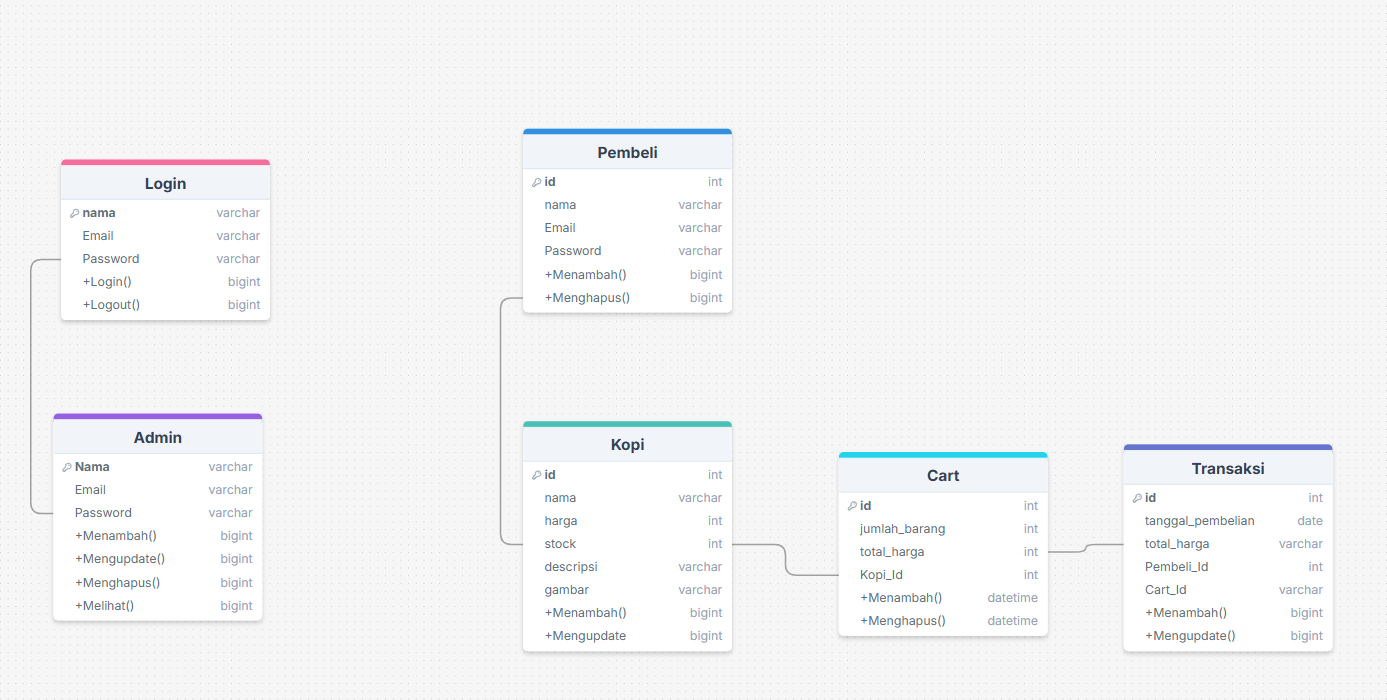 Login
nama varchar
Email varchar
Password varchar
+Login() bigint
+Logout() bigint
Admin
Nama varchar
Email varchar
Password varchar
+Menambah() bigint
+Mengupdate() bigint
+Menghapus() bigint
+Melihat() bigint
Pembeli
id int
nama varchar
Email varchar
Password varchar
+Menambah() bigint
+Menghapus() bigint
Kopi
id int
nama varchar
harga int
stock int
descripsi varchar
gambar varchar
+Menambah() bigint
+Mengupdate bigint
Cart
id int
jumlah_barang int
total_harga int
Kopi_Id int
+Menambah() datetime
+Menghapus() datetime
Transaksi
id int
tanggal_pembelian date
total_harga varchar
Pembeli_Id int
Cart_Id varchar
+Menambah() bigint
+Mengupdate() bigint